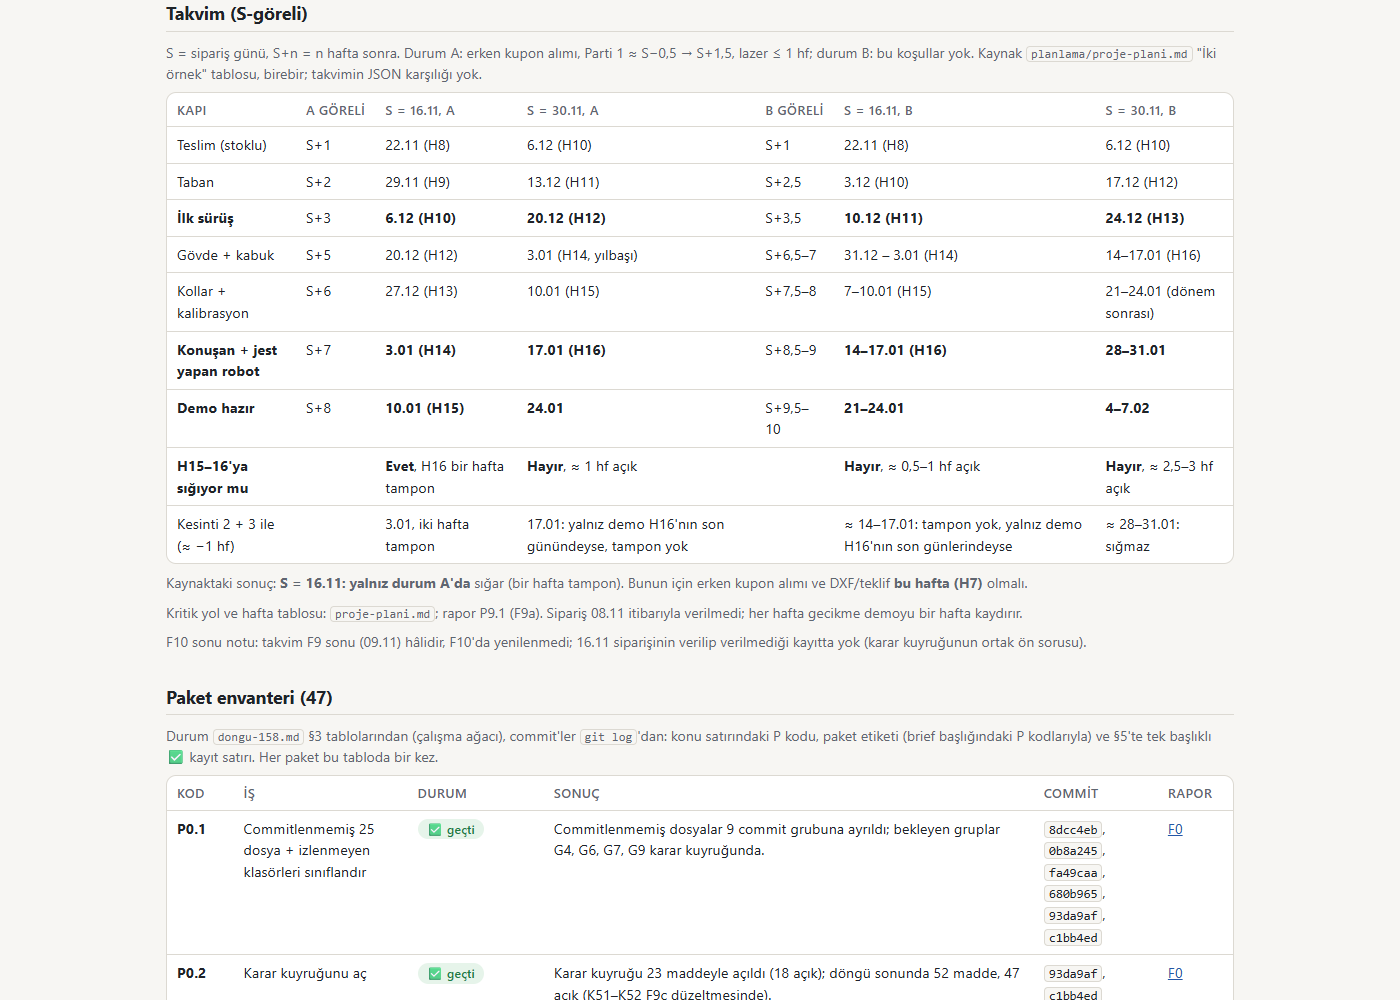 Takvim (S-göreli)
S = sipariş günü, S+n = n hafta sonra. Durum A: erken kupon alımı, Parti 1 ≈ S−0,5 → S+1,5, lazer ≤ 1 hf; durum B: bu koşullar yok. Kaynak planlama/proje-plani.md "İki
örnek" tablosu, birebir; takvimin JSON karşılığı yok.
KAPI A GÖRELİ S = 16.11, A S = 30.11, A B GÖRELİ S = 16.11, B S = 30.11, B
Teslim (stoklu) S+1 22.11 (H8) 6.12 (H10) S+1 22.11 (H8) 6.12 (H10)
Taban S+2 29.11 (H9) 13.12 (H11) S+2,5 3.12 (H10) 17.12 (H12)
İlk sürüş S+3 6.12 (H10) 20.12 (H12) S+3,5 10.12 (H11) 24.12 (H13)
Gövde + kabuk S+5 20.12 (H12) 3.01 (H14, yılbaşı) S+6,5–7 31.12 – 3.01 (H14) 14–17.01 (H16)
Kollar + S+6 27.12 (H13) 10.01 (H15) S+7,5–8 7–10.01 (H15) 21–24.01 (dönem
kalibrasyon sonrası)
Konuşan + jest S+7 3.01 (H14) 17.01 (H16) S+8,5–9 14–17.01 (H16) 28–31.01
yapan robot
Demo hazır S+8 10.01 (H15) 24.01 S+9,5– 21–24.01 4–7.02
10
H15–16'ya Evet, H16 bir hafta Hayır, ≈ 1 hf açık Hayır, ≈ 0,5–1 hf açık Hayır, ≈ 2,5–3 hf
sığıyor mu tampon açık
Kesinti 2 + 3 ile 3.01, iki hafta 17.01: yalnız demo H16'nın son ≈ 14–17.01: tampon yok, yalnız demo ≈ 28–31.01:
(≈ −1 hf) tampon günündeyse, tampon yok H16'nın son günlerindeyse sığmaz
Kaynaktaki sonuç: S = 16.11: yalnız durum A'da sığar (bir hafta tampon). Bunun için erken kupon alımı ve DXF/teklif bu hafta (H7) olmalı.
Kritik yol ve hafta tablosu: proje-plani.md; rapor P9.1 (F9a). Sipariş 08.11 itibarıyla verilmedi; her hafta gecikme demoyu bir hafta kaydırır.
F10 sonu notu: takvim F9 sonu (09.11) hâlidir, F10'da yenilenmedi; 16.11 siparişinin verilip verilmediği kayıtta yok (karar kuyruğunun ortak ön sorusu).
Paket envanteri (47)
Durum dongu-158.md §3 tablolarından (çalışma ağacı), commit'ler git log'dan: konu satırındaki P kodu, paket etiketi (brief başlığındaki P kodlarıyla) ve §5'te tek başlıklı
✅ kayıt satırı. Her paket bu tabloda bir kez.
KOD İŞ DURUM SONUÇ COMMİT RAPOR
P0.1 Commitlenmemiş 25 ✅ geçti Commitlenmemiş dosyalar 9 commit grubuna ayrıldı; bekleyen gruplar 8dcc4eb, F0
dosya + izlenmeyen G4, G6, G7, G9 karar kuyruğunda. 0b8a245,
klasörleri sınıflandır fa49caa,
680b965,
93da9af,
c1bb4ed
P0.2 Karar kuyruğunu aç ✅ geçti Karar kuyruğu 23 maddeyle açıldı (18 açık); döngü sonunda 52 madde, 47 93da9af, F0
açık (K51–K52 F9c düzeltmesinde). c1bb4ed